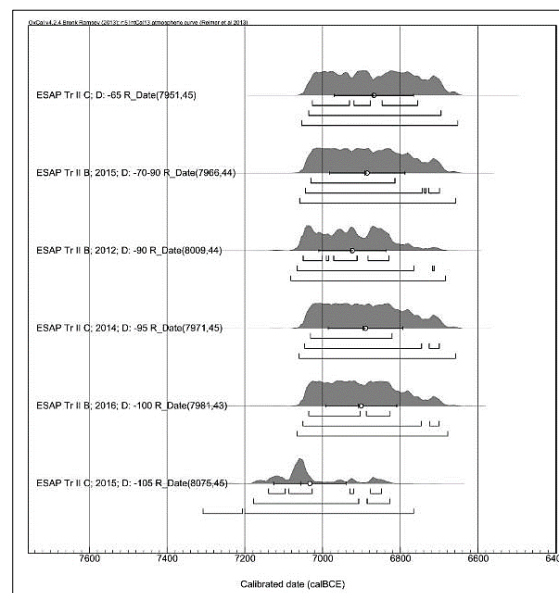 OxCal v4.2.4 Bronk Ramsey (2013); r:5 IntCal13 atmospheric curve (Reimer et al 2013)
ESAP Tr II C; D: -65 R_Date(7951,45)
ESAP Tr II B; 2015; D: -70-90 R_Date(7966,44)
ESAP Tr II B; 2012; D: -90 R_Date(8009,44)
ESAP Tr II C; 2014; D: -95 R_Date(7971,45)
ESAP Tr II B; 2016; D: -100 R_Date(7981,43)
ESAP Tr II C; 2015; D: -105 R_Date(8075,45)
7600 7400 7200 7000 6800 6600 640
Calibrated date (calBCE)